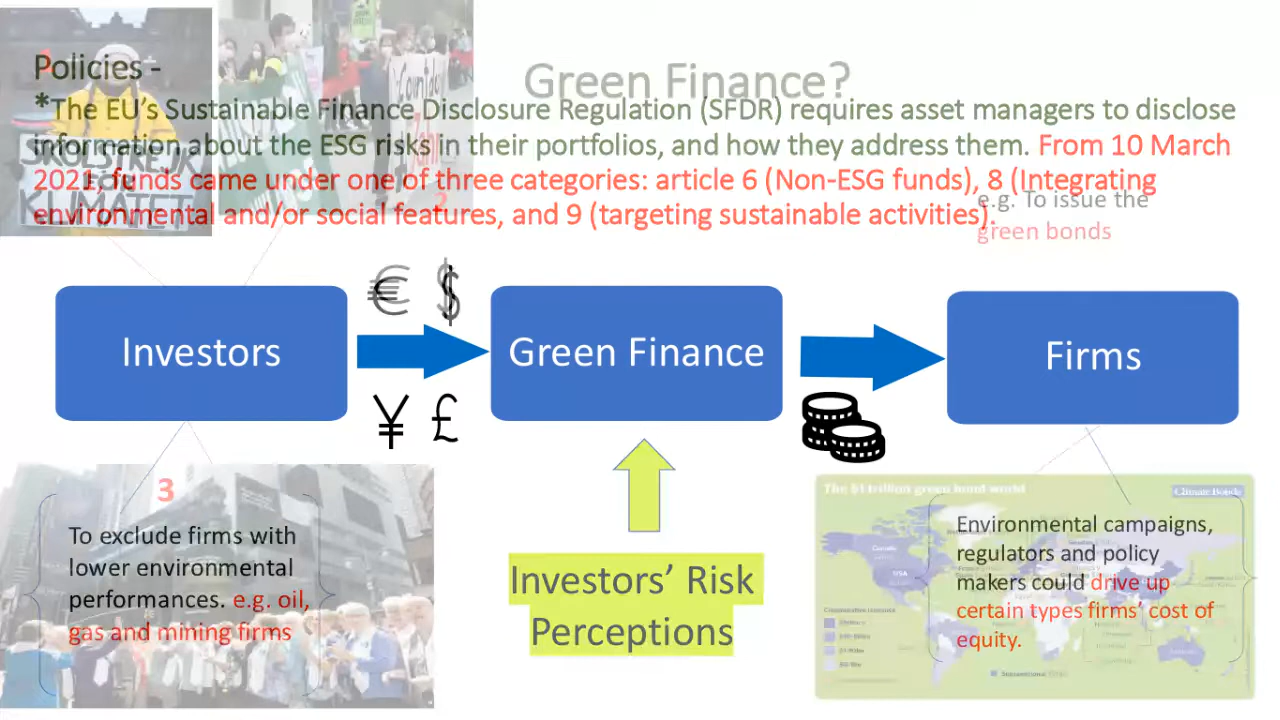 Green Finance?
Policies -
*The EU's Sustainable Finance Disclosure Regulation (SFDR) requires asset managers to disclose
information about the ESG risks in their portfolios, and how they address them. From 10 March
2021, funds came under one of three categories: article 6 (Non-ESG funds), 8 (Integrating
environmental and/or social features, and 9 (targeting sustainable activities).
SKOLSTREJK
KLIMATET
2
e.g. To issue the
green bonds
€ $
Investors
Green Finance
Firms
¥ £
3
To exclude firms with
lower environmental
performances. e.g. oil,
gas and mining firms
Investors' Risk
Perceptions
The $1 trillion green bond world
Climate Bonds
Canada
USA
Environmental campaigns,
regulators and policy
makers could drive up
certain types firms' cost of
equity.